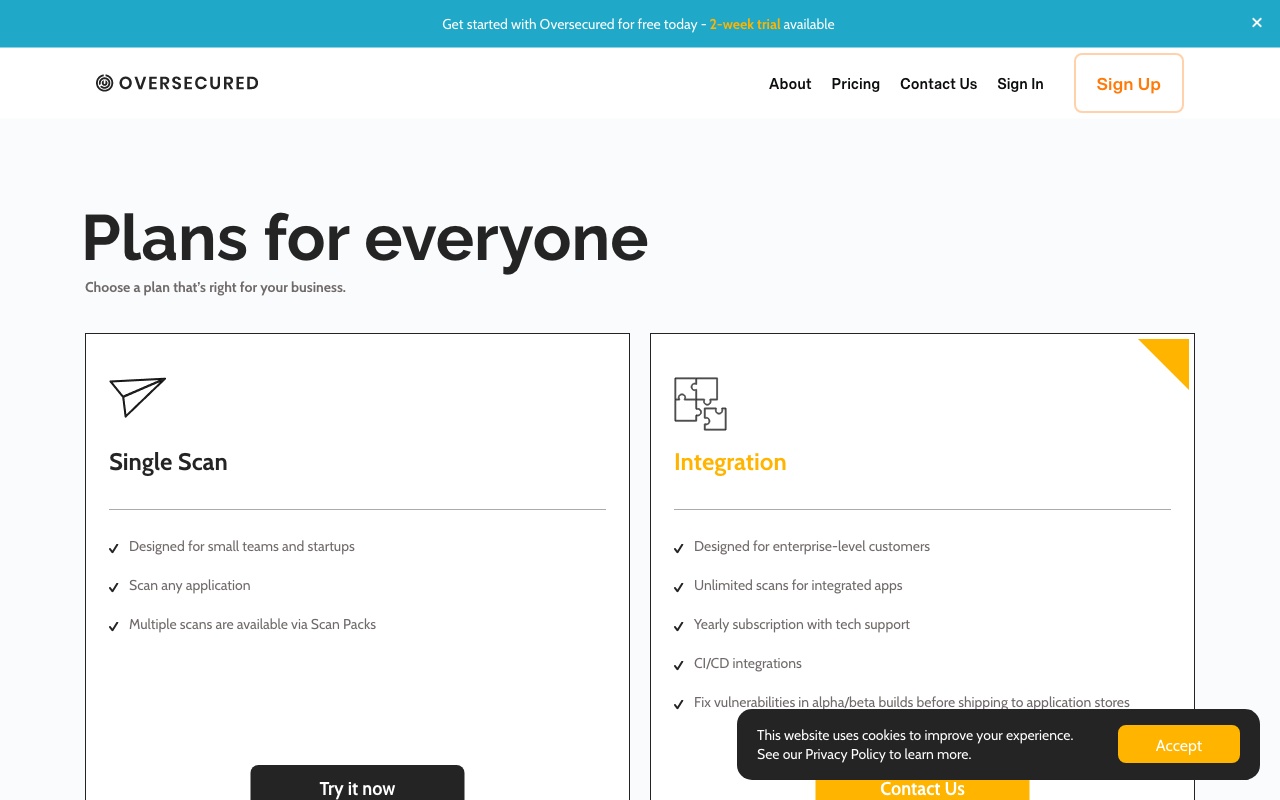 Get started with Oversecured for free today - 2-week trial available
OVERSECURED
About
Pricing
Contact Us
Sign In
Sign Up
Plans for everyone
Choose a plan that's right for your business.
Single Scan
Designed for small teams and startups
Scan any application
Multiple scans are available via Scan Packs
Try it now
Integration
Designed for enterprise-level customers
Unlimited scans for integrated apps
Yearly subscription with tech support
CI/CD integrations
Fix vulnerabilities in alpha/beta builds before shipping to application stores
Contact Us
This website uses cookies to improve your experience.
See our Privacy Policy to learn more.
Accept